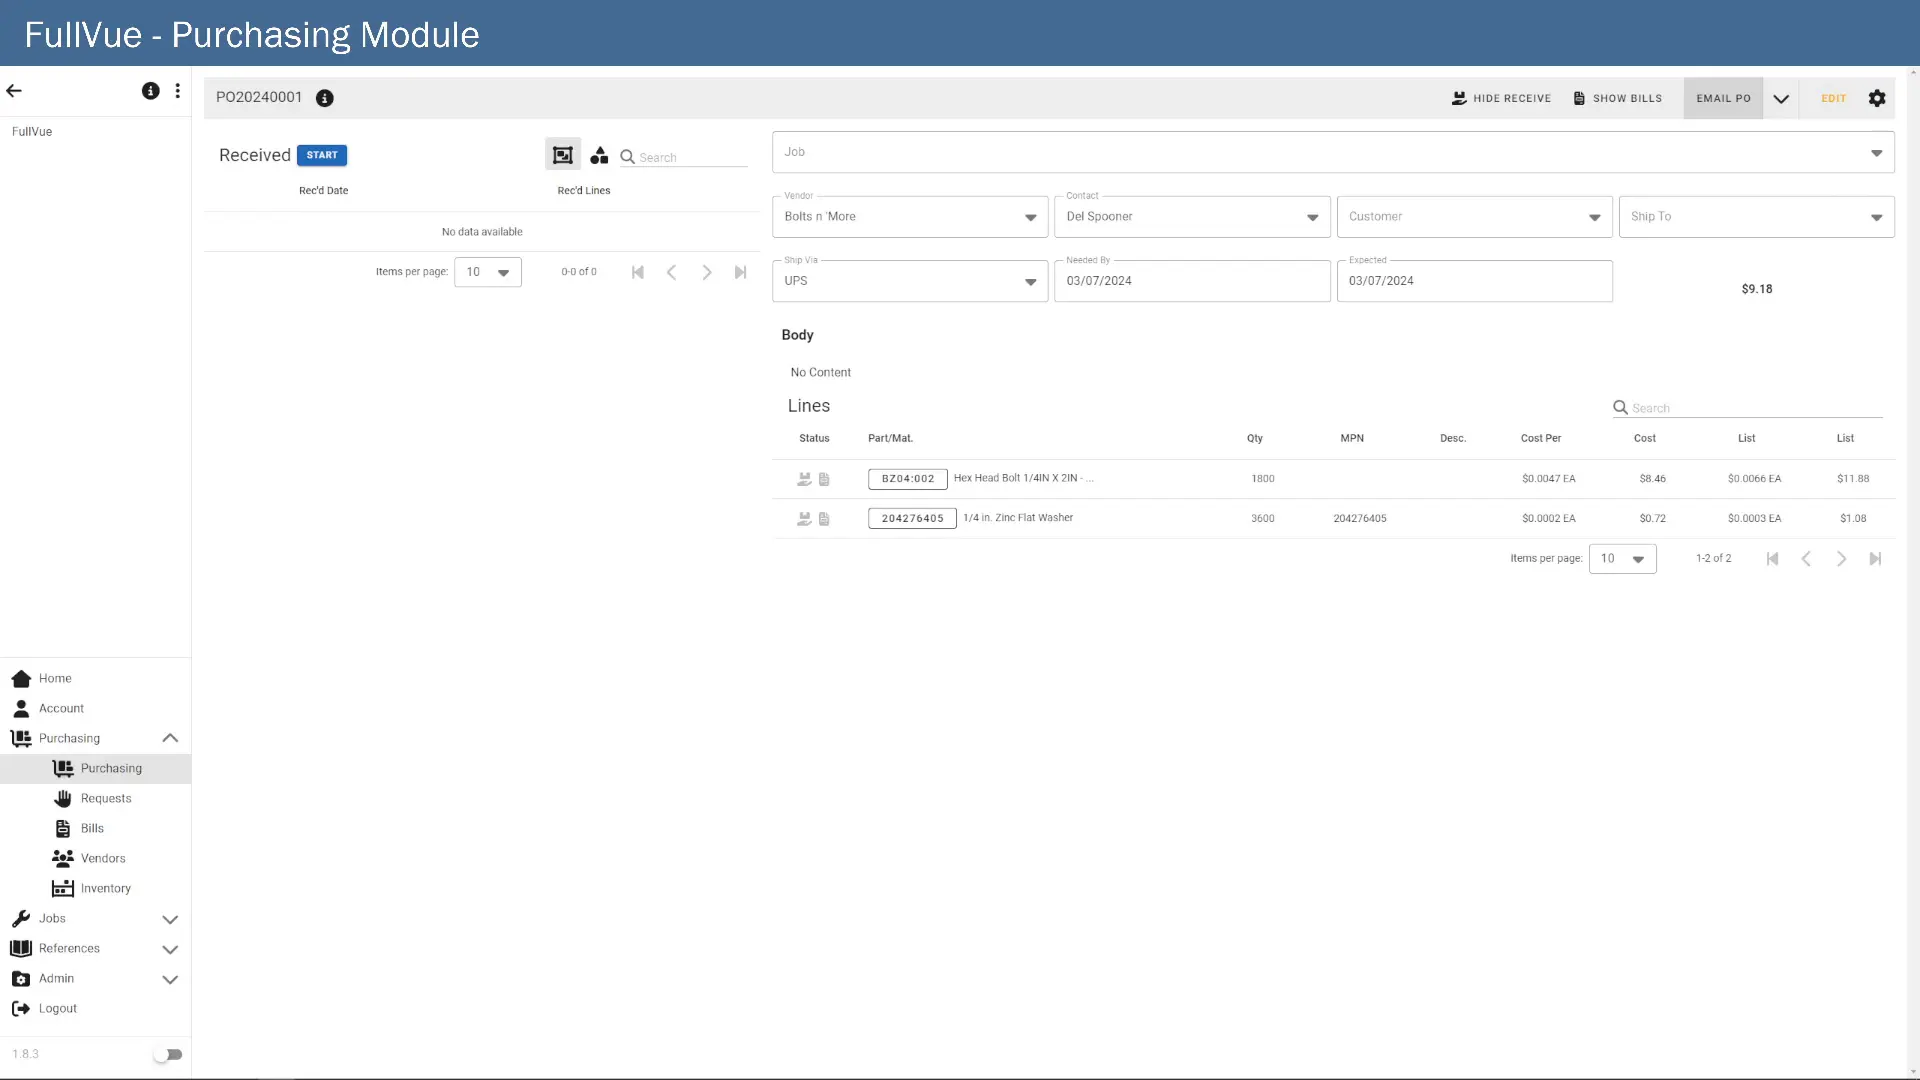 FullVue - Purchasing Module
FullVue
PO20240001
HIDE RECEIVE
SHOW BILLS
EMAIL PO
EDIT
Received START
Search
Rec'd Date
Rec'd Lines
No data available
Items per page: 10
0-0 of 0
Job
Vendor
Bolts n 'More
Contact
Del Spooner
Customer
Ship To
Ship Via
UPS
Needed By
03/07/2024
Expected
03/07/2024
$9.18
Body
No Content
Lines
Search
Status Part/Mat. Qty MPN Desc. Cost Per Cost List List
BZ04:002 Hex Head Bolt 1/4IN X 2IN - ... 1800 $0.0047 EA $8.46 $0.0066 EA $11.88
204276405 1/4 in. Zinc Flat Washer 3600 204276405 $0.0002 EA $0.72 $0.0003 EA $1.08
Items per page: 10
1-2 of 2
Home
Account
Purchasing
Purchasing
Requests
Bills
Vendors
Inventory
Jobs
References
Admin
Logout
1.8.3